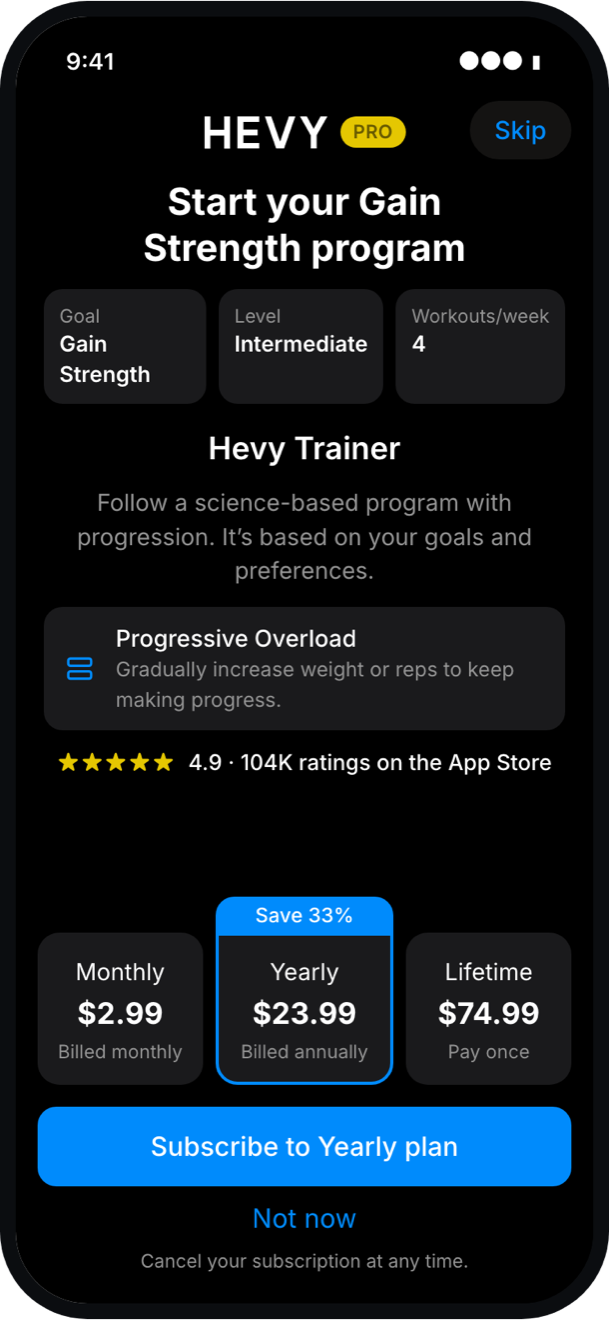 9:41
HEVY PRO
Skip
Start your Gain
Strength program
Goal
Gain
Strength
Level
Intermediate
Workouts/week
4
Hevy Trainer
Follow a science-based program with
progression. It’s based on your goals and
preferences.
Progressive Overload
Gradually increase weight or reps to keep
making progress.
4.9 · 104K ratings on the App Store
Monthly
$2.99
Billed monthly
Save 33%
Yearly
$23.99
Billed annually
Lifetime
$74.99
Pay once
Subscribe to Yearly plan
Not now
Cancel your subscription at any time.